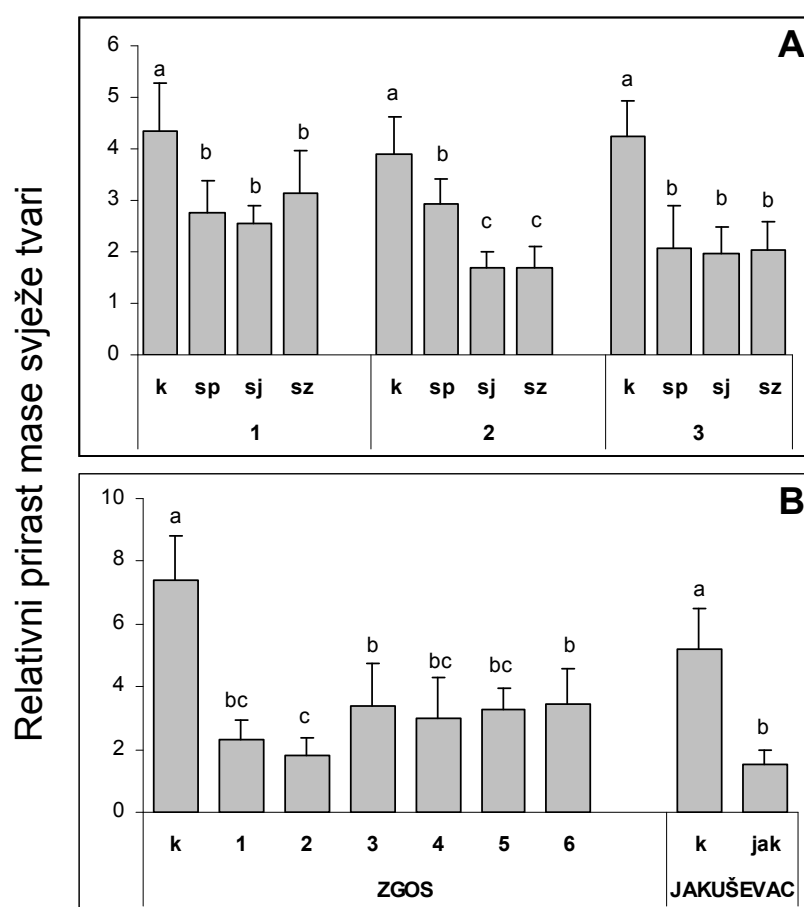 Relativni prirast mase svježe tvari
A
6
5
4
3
2
1
0
a b b b
a b c c
a b b b
k sp sj sz k sp sj sz k sp sj sz
1 2 3
B
10
8
6
4
2
0
a bc c b bc bc b
a b
k 1 2 3 4 5 6 k jak
ZGOS JAKUŠEVAC